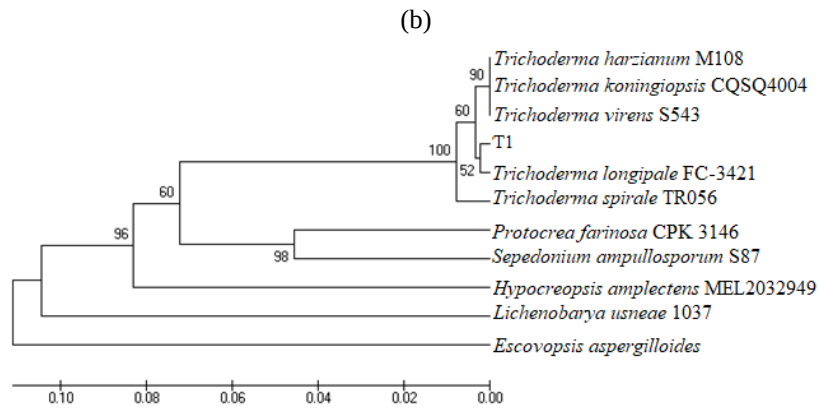 (b)
Trichoderma harzianum M108
90
Trichoderma koningiopsis CQSQ4004
60
Trichoderma virens S543
T1
100
52
Trichoderma longipale FC-3421
60
Trichoderma spirale TR056
96
Protocrea farinosa CPK 3146
98
Sepedonium ampullosporum S87
Hypocreopsis amplectens MEL2032949
Lichenobarya usneae 1037
Escovopsis aspergilloides
0.10 0.08 0.06 0.04 0.02 0.00